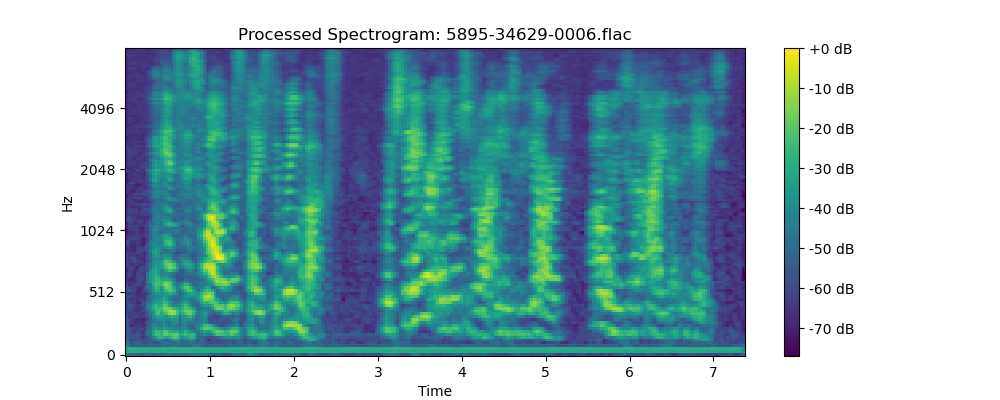 Processed Spectrogram: 5895-34629-0006.flac
Hz
4096
2048
1024
512
0
0 1 2 3 4 5 6 7
Time
+0 dB
-10 dB
-20 dB
-30 dB
-40 dB
-50 dB
-60 dB
-70 dB